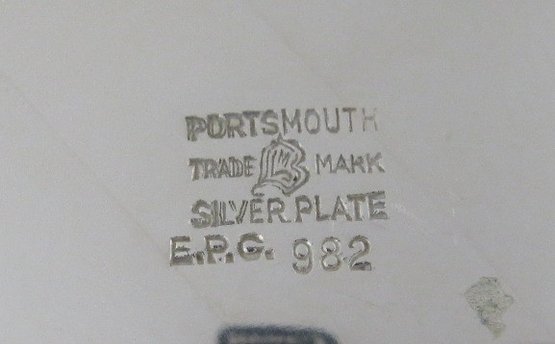 PORTSMOUTH
TRADE B MARK
SILVER PLATE
E.P.G. 982